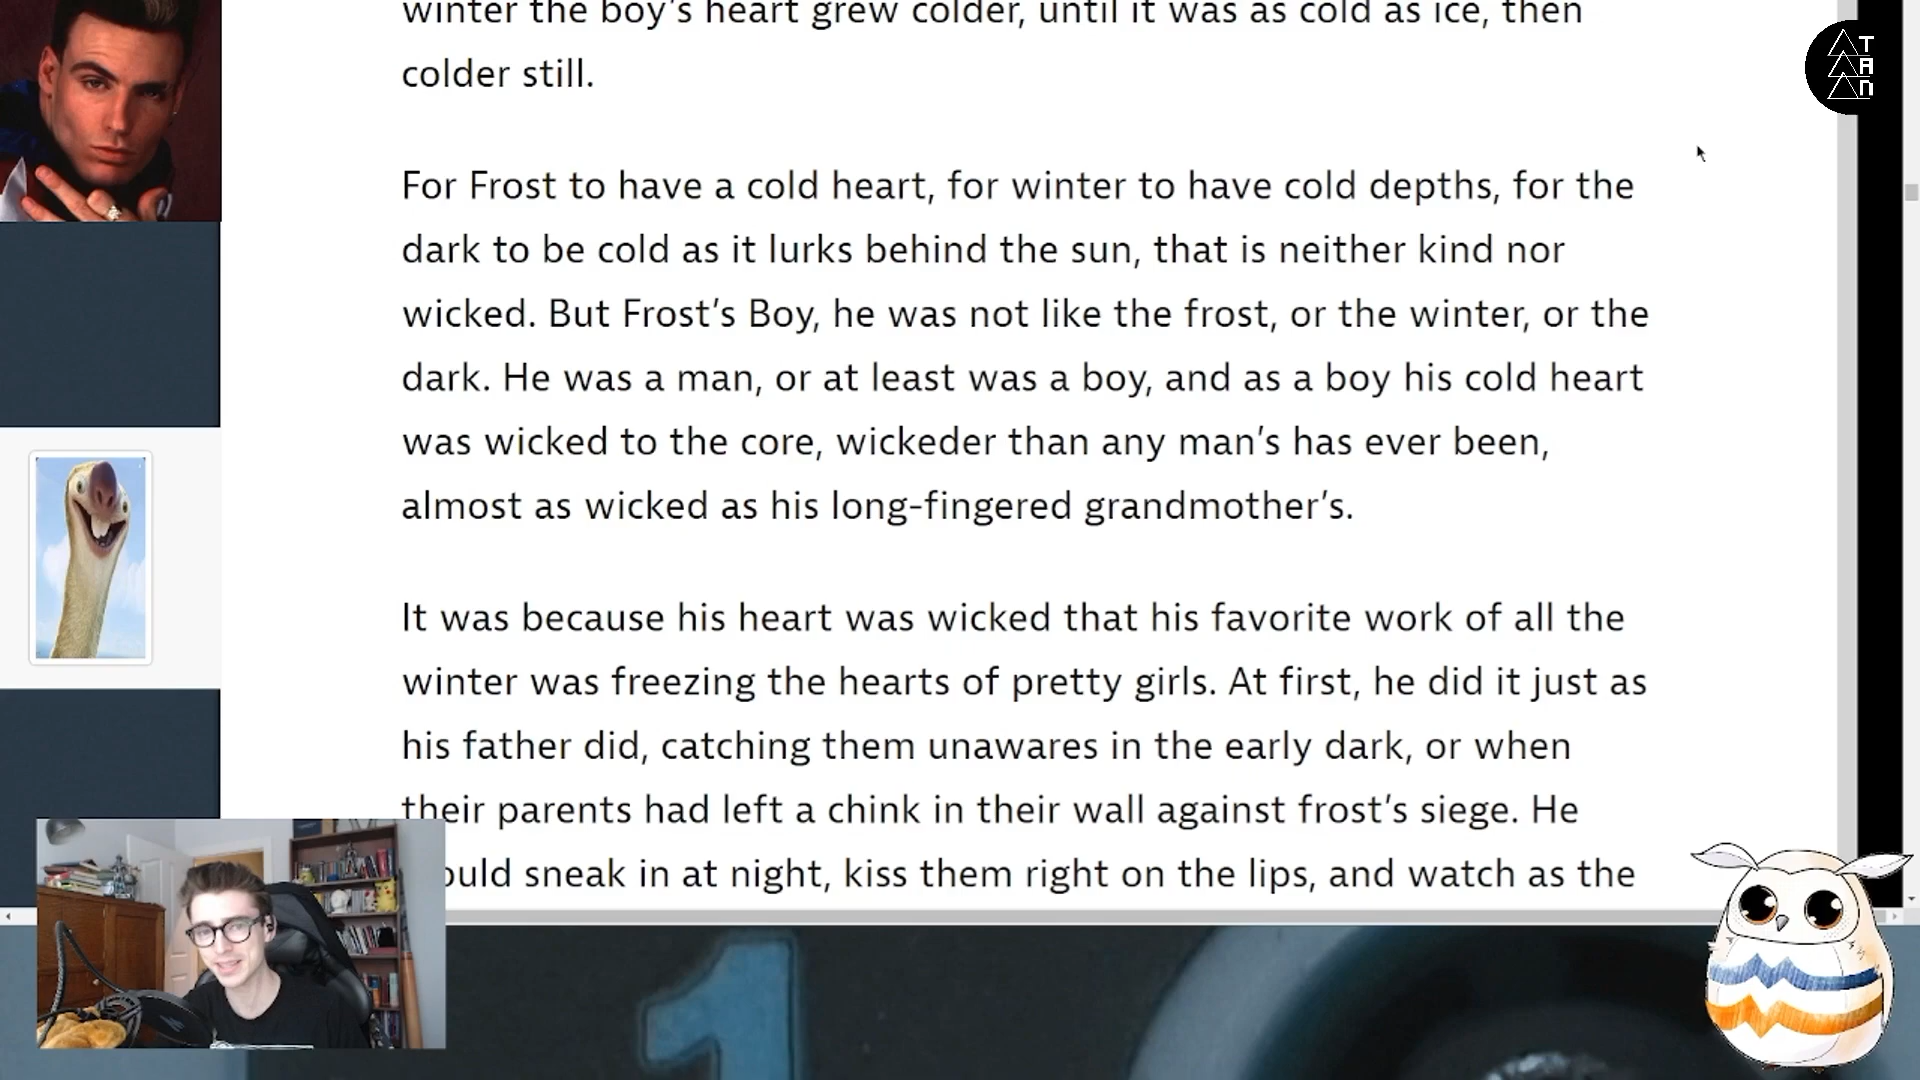 winter the boy's heart grew colder, until it was as cold as ice, then
colder still.
For Frost to have a cold heart, for winter to have cold depths, for the
dark to be cold as it lurks behind the sun, that is neither kind nor
wicked. But Frost's Boy, he was not like the frost, or the winter, or the
dark. He was a man, or at least was a boy, and as a boy his cold heart
was wicked to the core, wickeder than any man's has ever been,
almost as wicked as his long-fingered grandmother's.
It was because his heart was wicked that his favorite work of all the
winter was freezing the hearts of pretty girls. At first, he did it just as
his father did, catching them unawares in the early dark, or when
their parents had left a chink in their wall against frost's siege. He
ould sneak in at night, kiss them right on the lips, and watch as the
TAN
1